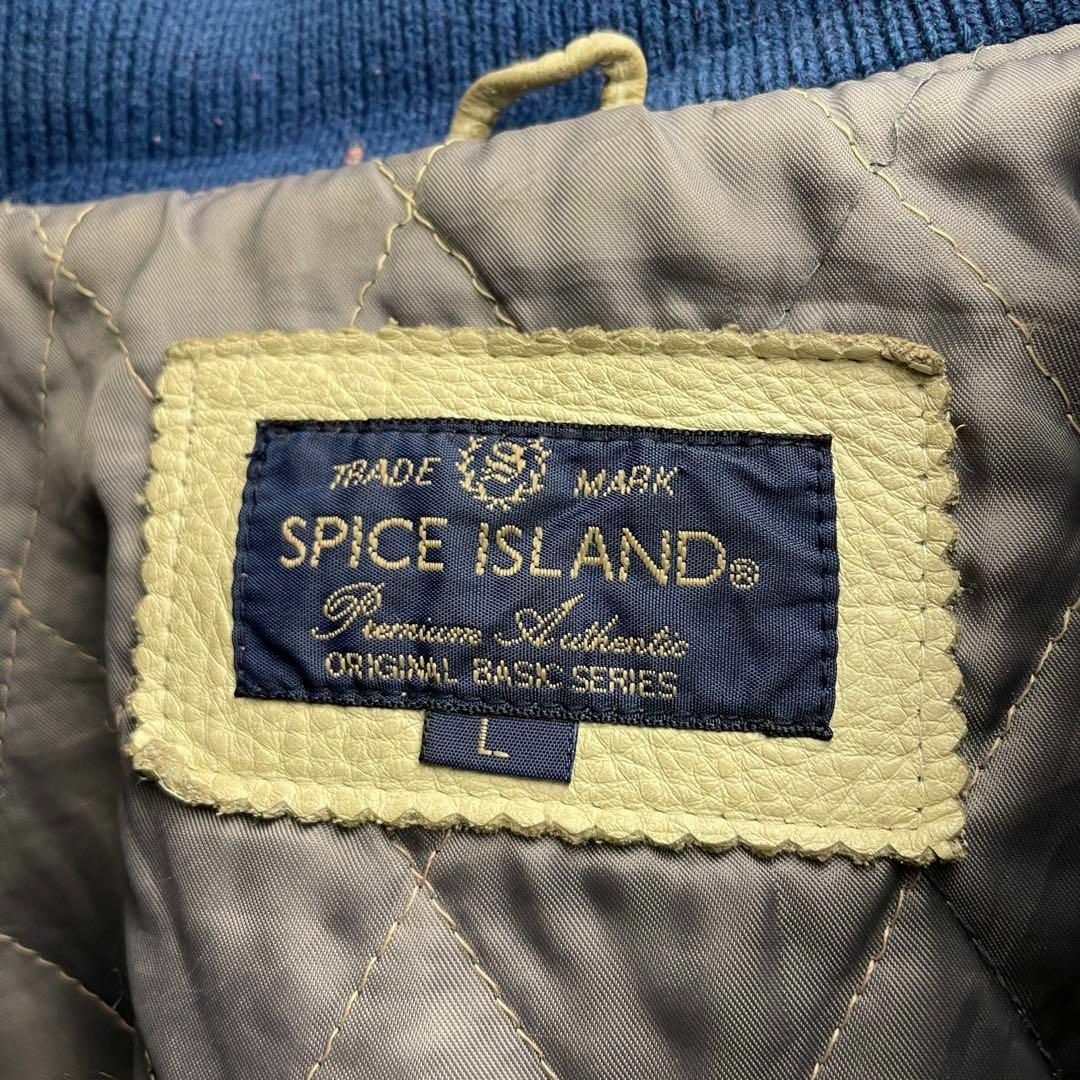 TRADE S MARK
SPICE ISLAND®
Premium Authentic
ORIGINAL BASIC SERIES
L